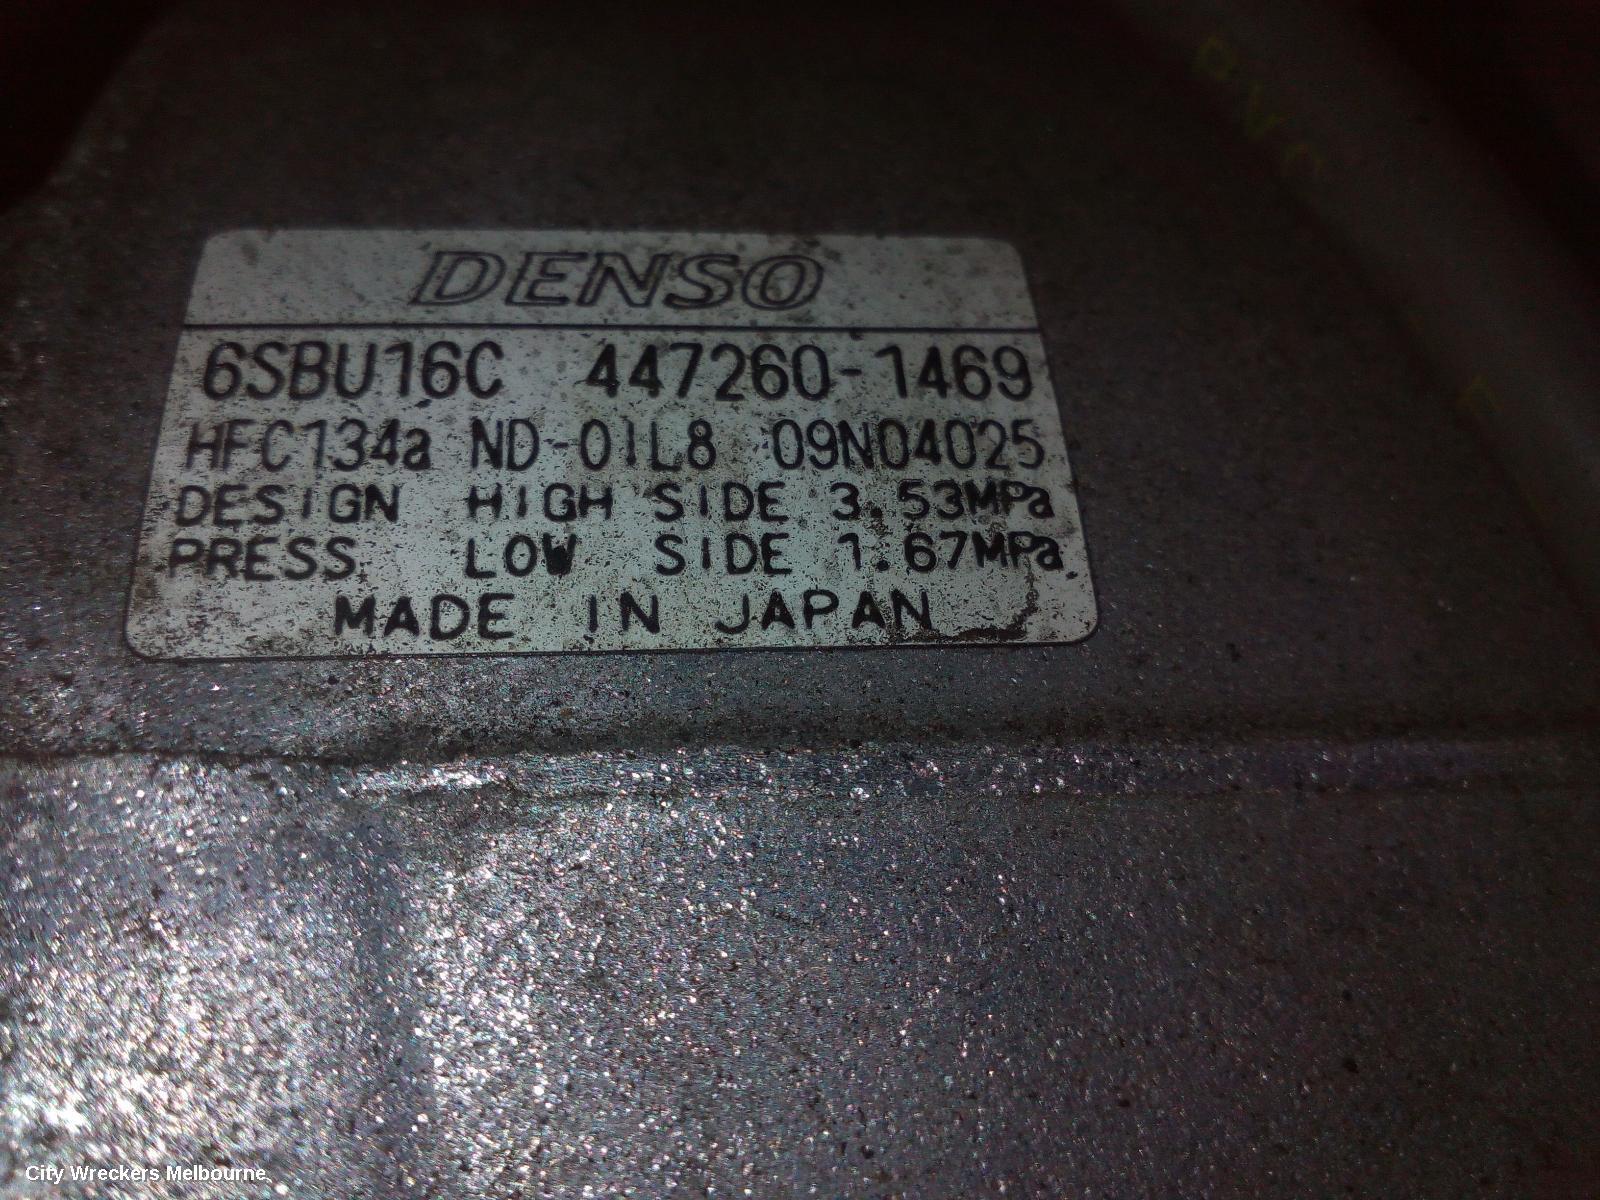 DENSO
6SBU16C 447260-1469
HFC134a ND-OIL8 09N04025
DESIGN HIGH SIDE 3.53MPa
PRESS LOW SIDE 1.67MPa
MADE IN JAPAN
City Wreckers Melbourne